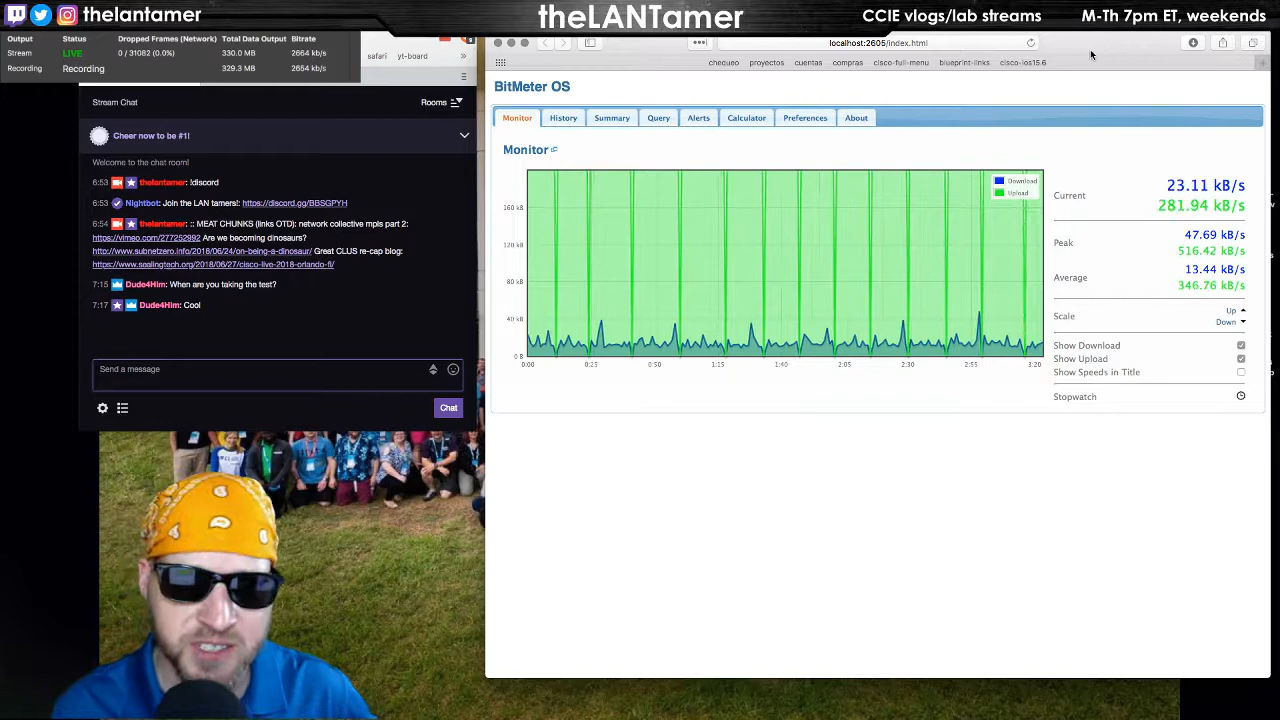 thelantamer
theLANTamer
CCIE vlogs/lab streams
M-Th 7pm ET, weekends
Output Status Dropped Frames (Network) Total Data Output Bitrate
Stream LIVE 0 / 31082 (0.0%) 330.0 MB 2664 kb/s
Recording Recording 329.3 MB 2654 kb/s
safari yt-board
localhost:2605/index.html
chequeo proyectos cuentas compras cisco-full-menu blueprint-links cisco-ios15.6
Stream Chat
Rooms
Cheer now to be #1!
Welcome to the chat room!
6:53 thelantamer: !discord
6:53 Nightbot: Join the LAN tamers! https://discord.gg/BBSGPYH
6:54 thelantamer: :: MEAT CHUNKS (links OTD): network collective mpls part 2:
https://vimeo.com/277252992 Are we becoming dinosaurs?
http://www.subnetzero.info/2018/06/24/on-being-a-dinosaur/ Great CLUS re-cap blog:
https://www.sealingtech.org/2018/06/27/cisco-live-2018-orlando-fl/
7:15 Dude4Him: When are you taking the test?
7:17 Dude4Him: Cool
Send a message
Chat
BitMeter OS
Monitor History Summary Query Alerts Calculator Preferences About
Monitor
Download
Upload
160 kB
120 kB
80 kB
40 kB
0 B
0:00 0:25 0:50 1:15 1:40 2:05 2:30 2:55 3:20
Current 23.11 kB/s
281.94 kB/s
Peak 47.69 kB/s
516.42 kB/s
Average 13.44 kB/s
346.76 kB/s
Scale Up
Down
Show Download
Show Upload
Show Speeds in Title
Stopwatch